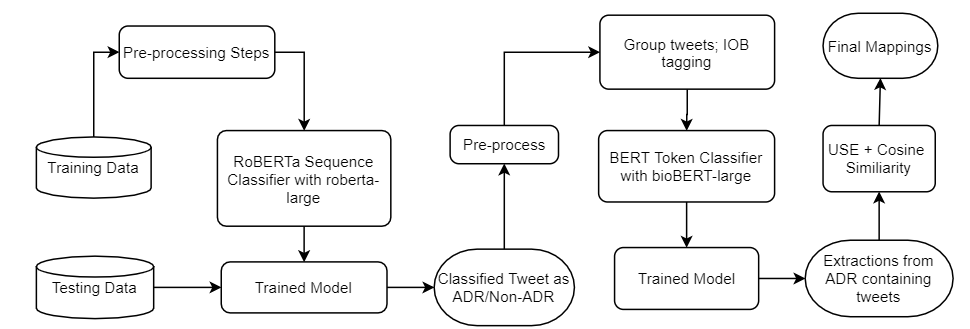 Pre-processing Steps
Training Data
RoBERTa Sequence
Classifier with roberta-
large
Testing Data
Trained Model
Classified Tweet as
ADR/Non-ADR
Pre-process
Group tweets; IOB
tagging
BERT Token Classifier
with bioBERT-large
Trained Model
Extractions from
ADR containing
tweets
USE + Cosine
Similiarity
Final Mappings